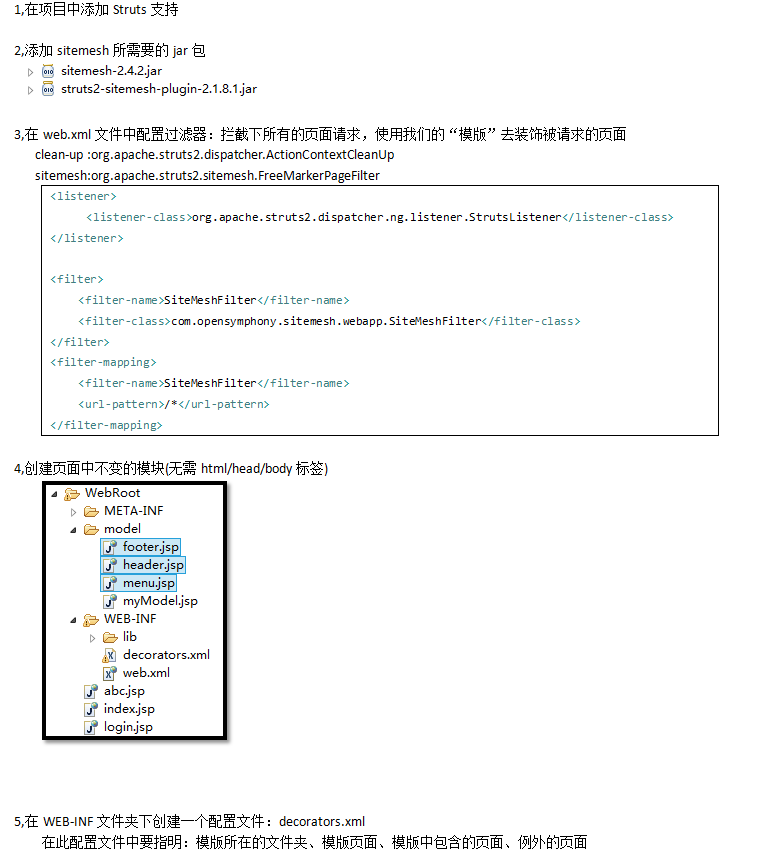 1,在项目中添加 Struts 支持
2,添加 sitemesh 所需要的 jar 包
sitemesh-2.4.2.jar
struts2-sitemesh-plugin-2.1.8.1.jar
3,在 web.xml 文件中配置过滤器：拦截下所有的页面请求，使用我们的“模版”去装饰被请求的页面
clean-up :org.apache.struts2.dispatcher.ActionContextCleanUp
sitemesh:org.apache.struts2.sitemesh.FreeMarkerPageFilter
<listener>
<listener-class>org.apache.struts2.dispatcher.ng.listener.StrutsListener</listener-class>
</listener>
<filter>
<filter-name>SiteMeshFilter</filter-name>
<filter-class>com.opensymphony.sitemesh.webapp.SiteMeshFilter</filter-class>
</filter>
<filter-mapping>
<filter-name>SiteMeshFilter</filter-name>
<url-pattern>/*</url-pattern>
</filter-mapping>
4,创建页面中不变的模块(无需 html/head/body 标签)
WebRoot
META-INF
model
footer.jsp
header.jsp
menu.jsp
myModel.jsp
WEB-INF
lib
decorators.xml
web.xml
abc.jsp
index.jsp
login.jsp
5,在 WEB-INF 文件夹下创建一个配置文件：decorators.xml
在此配置文件中要指明：模版所在的文件夹、模版页面、模版中包含的页面、例外的页面